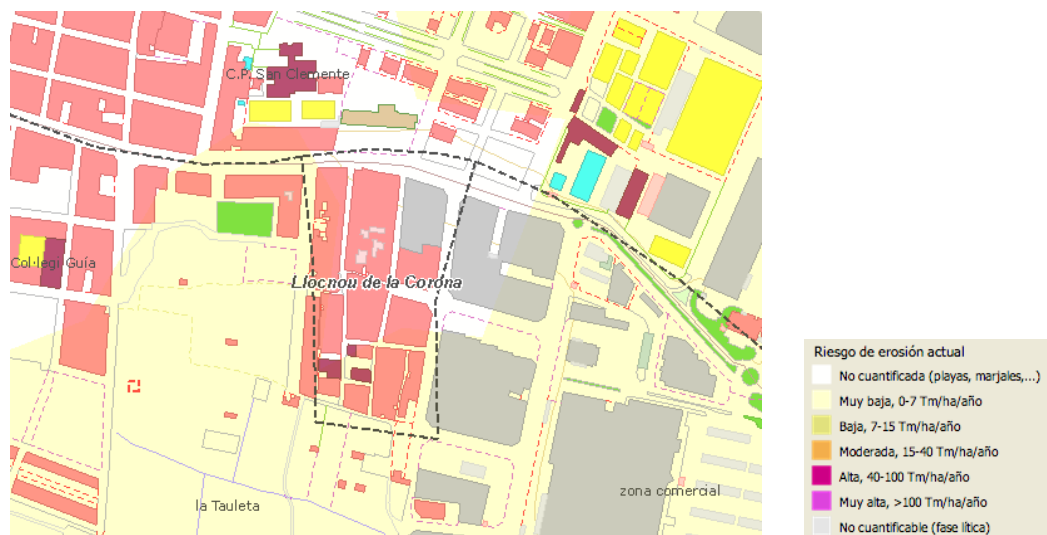 C.P. San Clemente
Col·legi Guía
Llocnou de la Corona
la Tauleta
zona comercial
Riesgo de erosión actual
No cuantificada (playas, marjales,...)
Muy baja, 0-7 Tm/ha/año
Baja, 7-15 Tm/ha/año
Moderada, 15-40 Tm/ha/año
Alta, 40-100 Tm/ha/año
Muy alta, >100 Tm/ha/año
No cuantificable (fase lítica)